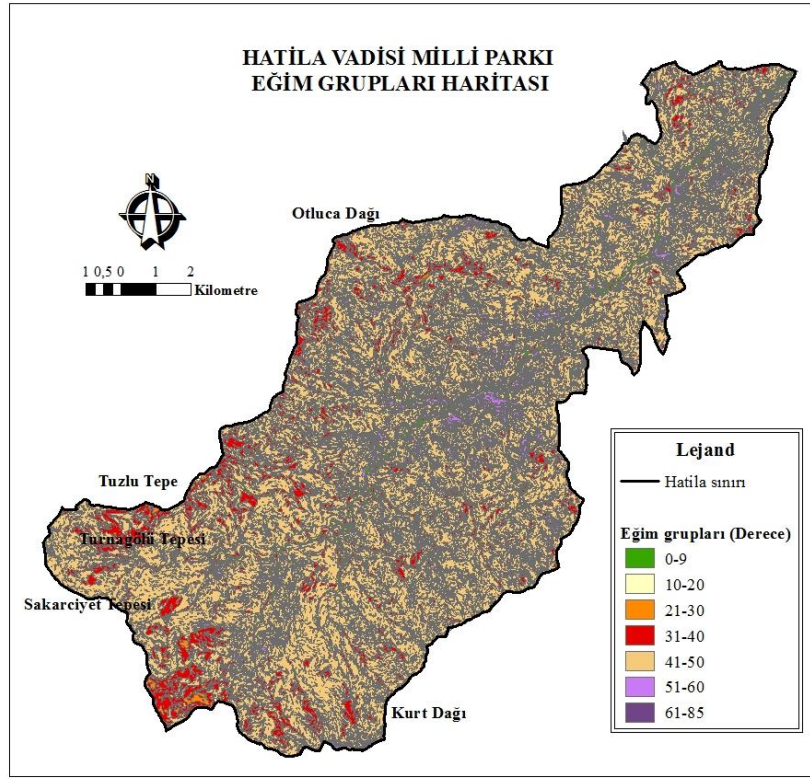 HATİLA VADİSİ MİLLİ PARKI
EĞİM GRUPLARI HARİTASI
N
Otluca Dağı
1 0,5 0 1 2
Kilometre
Tuzlu Tepe
Turnagölü Tepesi
Sakarciyet Tepesi
Kurt Dağı
Lejand
Hatila sınırı
Eğim grupları (Derece)
0-9
10-20
21-30
31-40
41-50
51-60
61-85